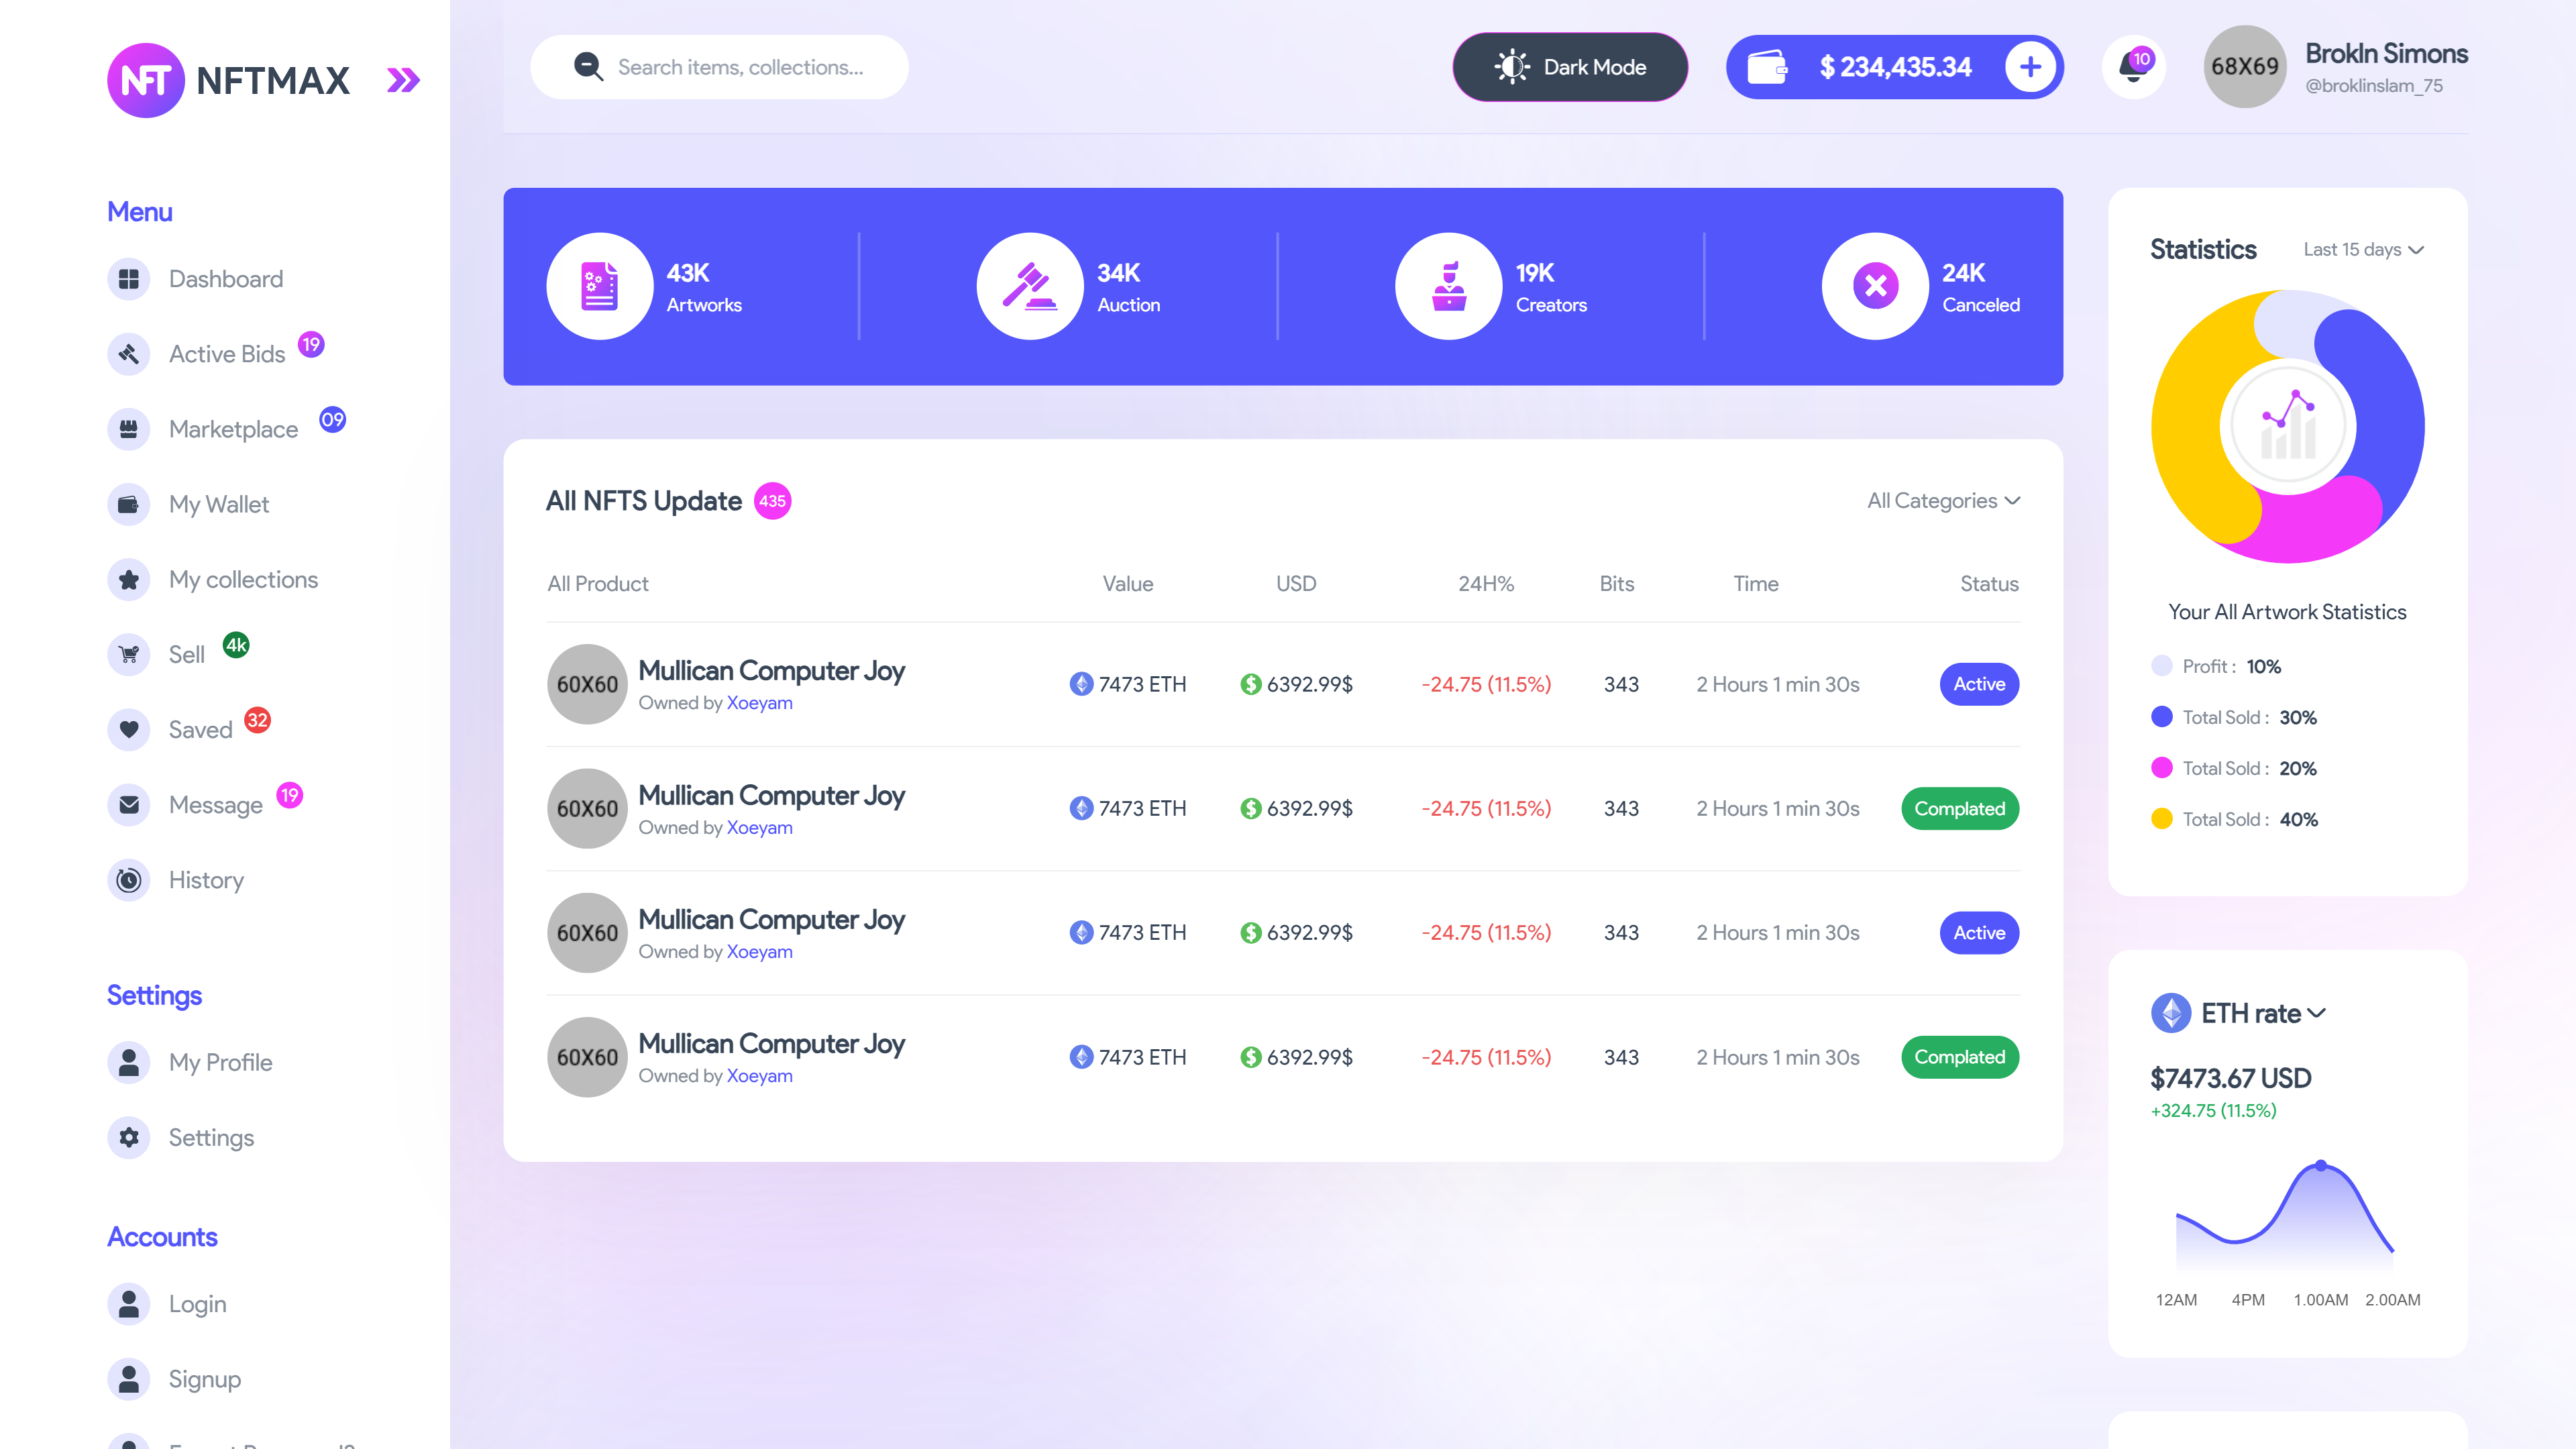 NFT NFTMAX
Menu
Dashboard
Active Bids 19
Marketplace 09
My Wallet
My collections
Sell 4k
Saved 32
Message 19
History
Settings
My Profile
Settings
Accounts
Login
Signup
Search items, collections...
Dark Mode
$ 234,435.34
10
68X69
Brokln Simons
@broklinslam_75
43K
Artworks
34K
Auction
19K
Creators
24K
Canceled
All NFTS Update 435
All Categories
All Product Value USD 24H% Bits Time Status
60X60 Mullican Computer Joy
Owned by Xoeyam
7473 ETH 6392.99$ -24.75 (11.5%) 343 2 Hours 1 min 30s Active
60X60 Mullican Computer Joy
Owned by Xoeyam
7473 ETH 6392.99$ -24.75 (11.5%) 343 2 Hours 1 min 30s Complated
60X60 Mullican Computer Joy
Owned by Xoeyam
7473 ETH 6392.99$ -24.75 (11.5%) 343 2 Hours 1 min 30s Active
60X60 Mullican Computer Joy
Owned by Xoeyam
7473 ETH 6392.99$ -24.75 (11.5%) 343 2 Hours 1 min 30s Complated
Statistics
Last 15 days
Your All Artwork Statistics
Profit : 10%
Total Sold : 30%
Total Sold : 20%
Total Sold : 40%
ETH rate
$7473.67 USD
+324.75 (11.5%)
12AM 4PM 1.00AM 2.00AM